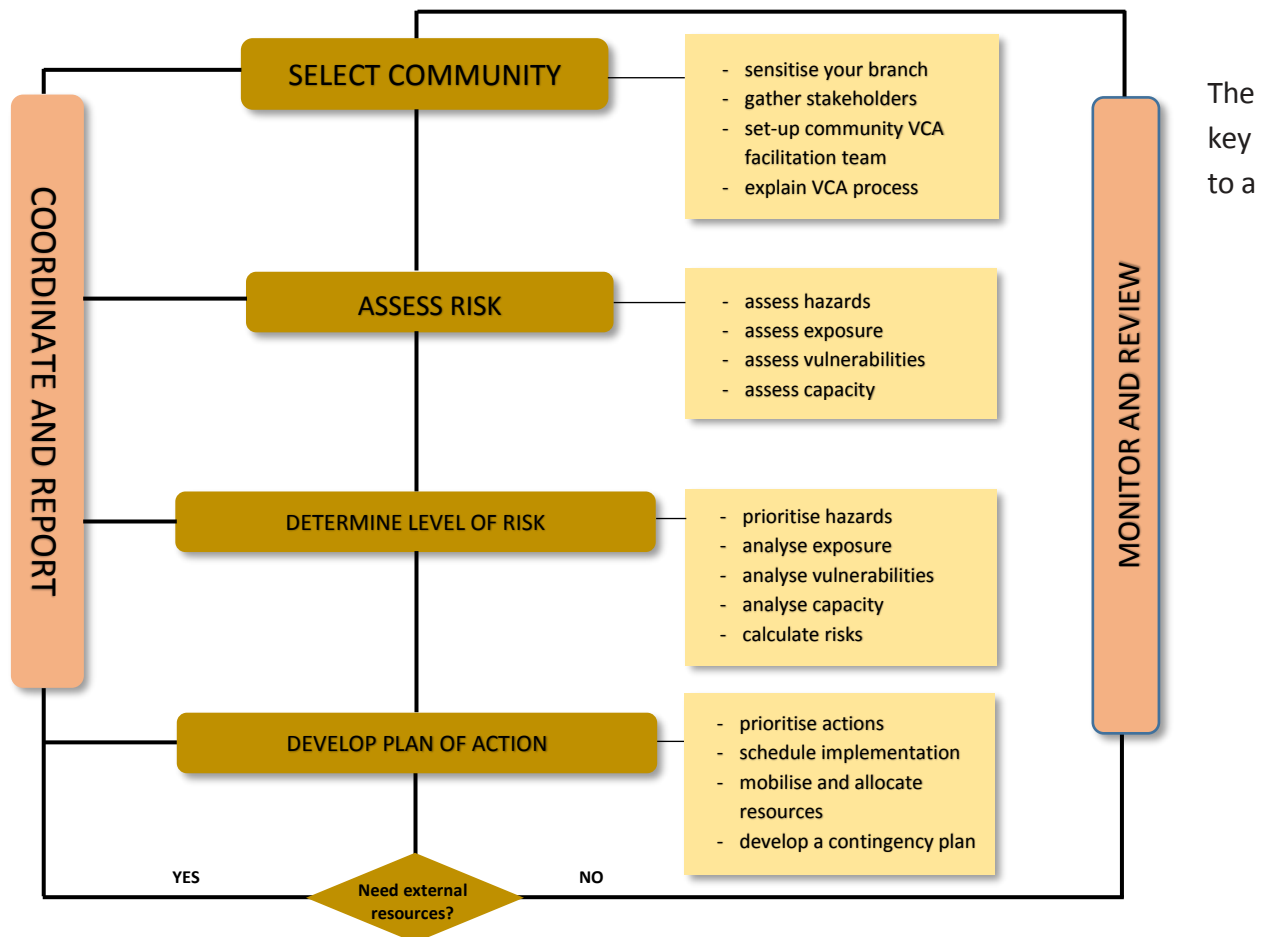 SELECT COMMUNITY
- sensitise your branch
- gather stakeholders
- set-up community VCA
facilitation team
- explain VCA process
The
key
to a
COORDINATE AND REPORT
MONITOR AND REVIEW
ASSESS RISK
- assess hazards
- assess exposure
- assess vulnerabilities
- assess capacity
DETERMINE LEVEL OF RISK
- prioritise hazards
- analyse exposure
- analyse vulnerabilities
- analyse capacity
- calculate risks
DEVELOP PLAN OF ACTION
- prioritise actions
- schedule implementation
- mobilise and allocate
resources
- develop a contingency plan
YES
Need external
resources?
NO